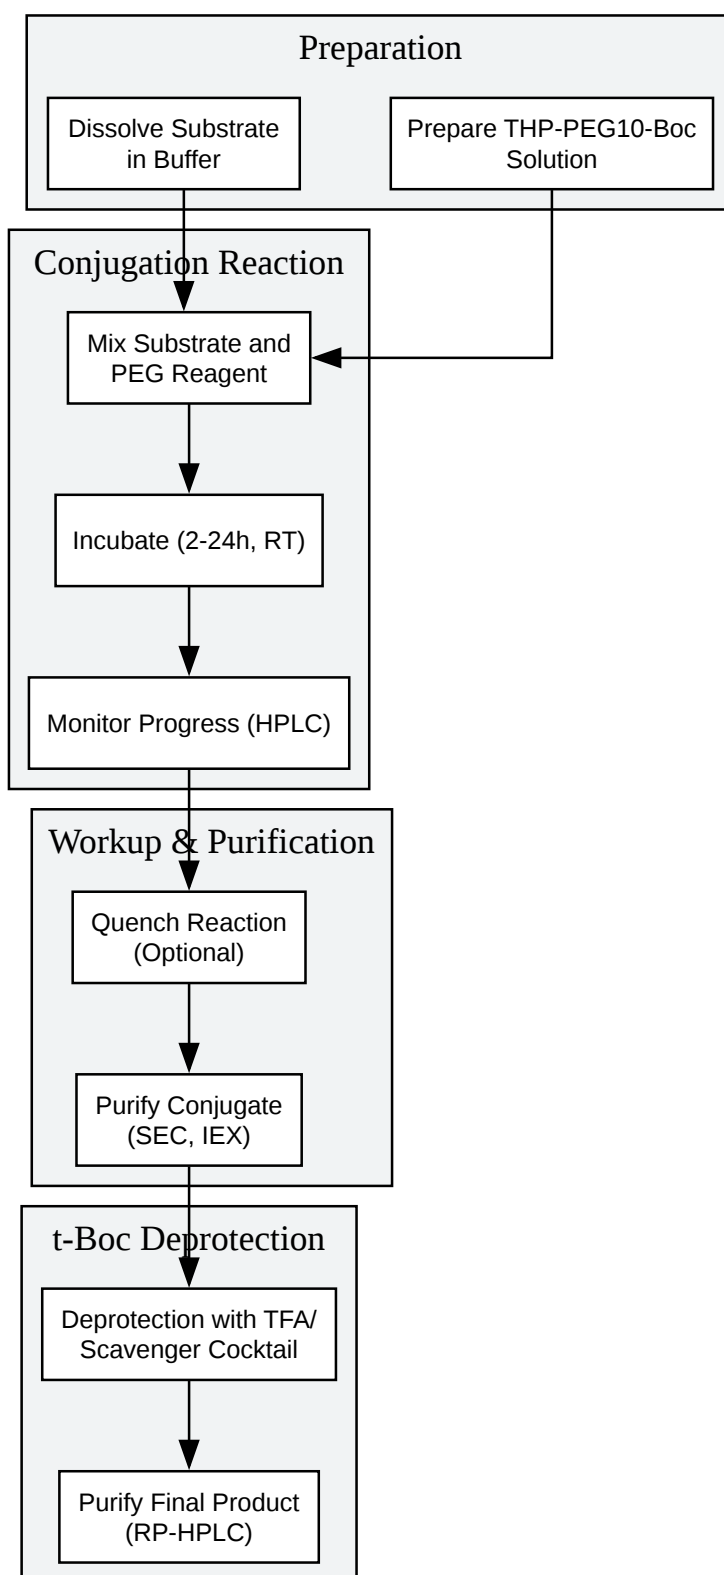 Preparation
Dissolve Substrate
in Buffer
Prepare THP-PEG10-Boc
Solution
Conjugation Reaction
Mix Substrate and
PEG Reagent
Incubate (2-24h, RT)
Monitor Progress (HPLC)
Workup & Purification
Quench Reaction
(Optional)
Purify Conjugate
(SEC, IEX)
t-Boc Deprotection
Deprotection with TFA/
Scavenger Cocktail
Purify Final Product
(RP-HPLC)